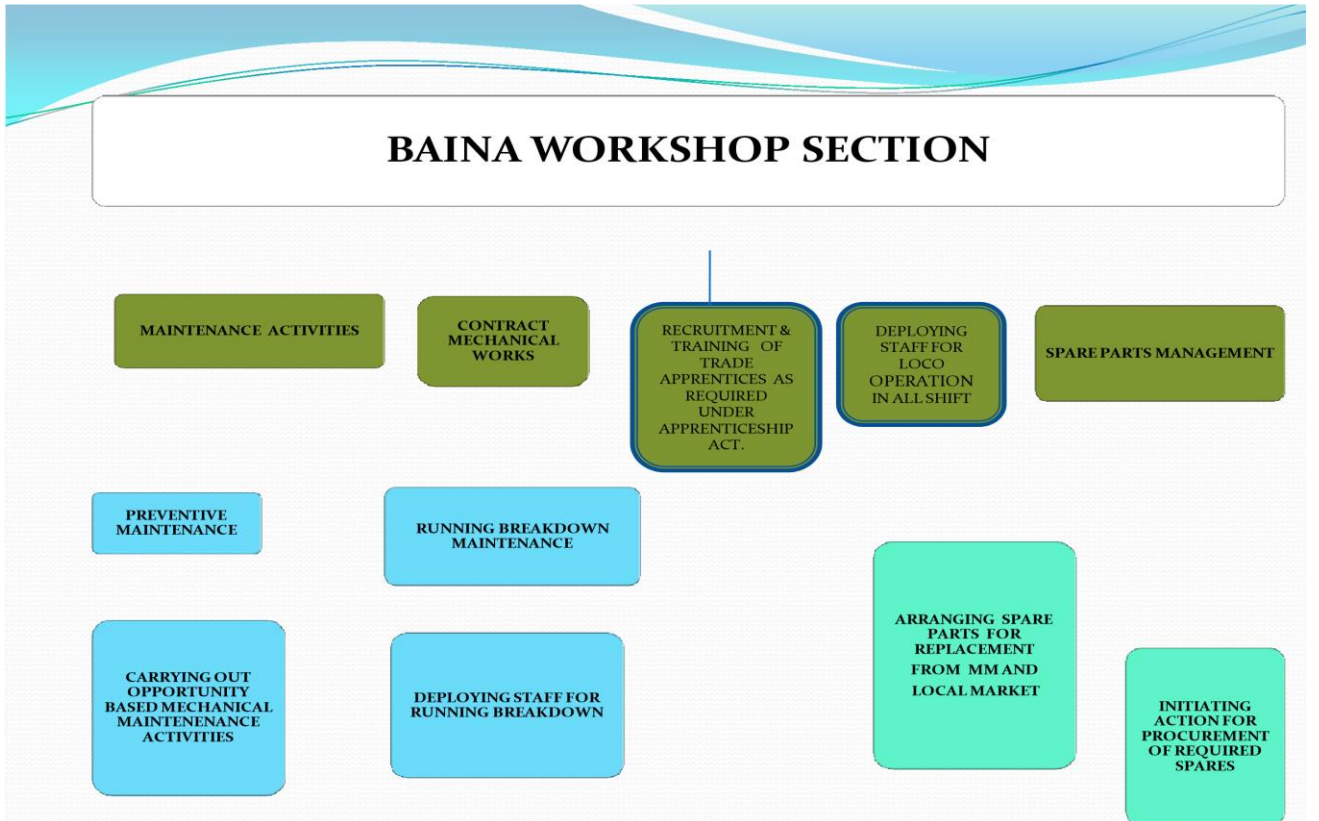 BAINA WORKSHOP SECTION
MAINTENANCE ACTIVITIES
CONTRACT
MECHANICAL
WORKS
RECRUITMENT &
TRAINING OF
TRADE
APPRENTICES AS
REQUIRED
UNDER
APPRENTICESHIP
ACT.
DEPLOYING
STAFF FOR
LOCO
OPERATION
IN ALL SHIFT
SPARE PARTS MANAGEMENT
PREVENTIVE
MAINTENANCE
RUNNING BREAKDOWN
MAINTENANCE
CARRYING OUT
OPPORTUNITY
BASED MECHANICAL
MAINTENENANCE
ACTIVITIES
DEPLOYING STAFF FOR
RUNNING BREAKDOWN
ARRANGING SPARE
PARTS FOR
REPLACEMENT
FROM MM AND
LOCAL MARKET
INITIATING
ACTION FOR
PROCUREMENT
OF REQUIRED
SPARES